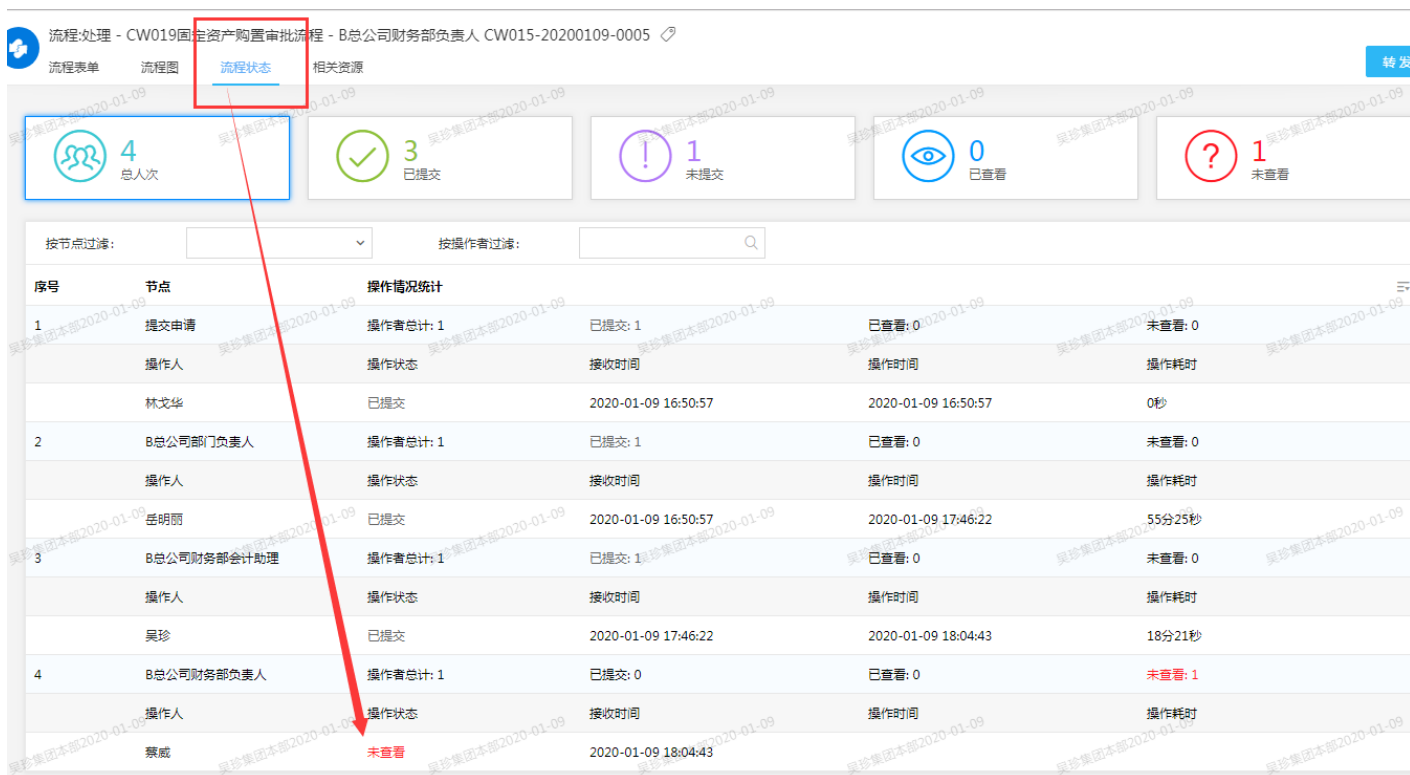 流程:处理 - CW019固定资产购置审批流程 - B总公司财务部负责人 CW015-20200109-0005
流程表单 流程图 流程状态 相关资源
转发
4 3 1 0 1
总人次 已提交 未提交 已查看 未查看
按节点过滤: 按操作者过滤:
序号 节点 操作情况统计
1 提交申请 操作者总计: 1 已提交: 1 已查看: 0 未查看: 0
操作人 操作状态 接收时间 操作时间 操作耗时
林戈华 已提交 2020-01-09 16:50:57 2020-01-09 16:50:57 0秒
2 B总公司部门负责人 操作者总计: 1 已提交: 1 已查看: 0 未查看: 0
操作人 操作状态 接收时间 操作时间 操作耗时
岳明丽 已提交 2020-01-09 16:50:57 2020-01-09 17:46:22 55分25秒
3 B总公司财务部会计助理 操作者总计: 1 已提交: 1 已查看: 0 未查看: 0
操作人 操作状态 接收时间 操作时间 操作耗时
吴珍 已提交 2020-01-09 17:46:22 2020-01-09 18:04:43 18分21秒
4 B总公司财务部负责人 操作者总计: 1 已提交: 0 已查看: 0 未查看: 1
操作人 操作状态 接收时间 操作时间 操作耗时
蔡威 未查看 2020-01-09 18:04:43
吴珍集团本部2020-01-09